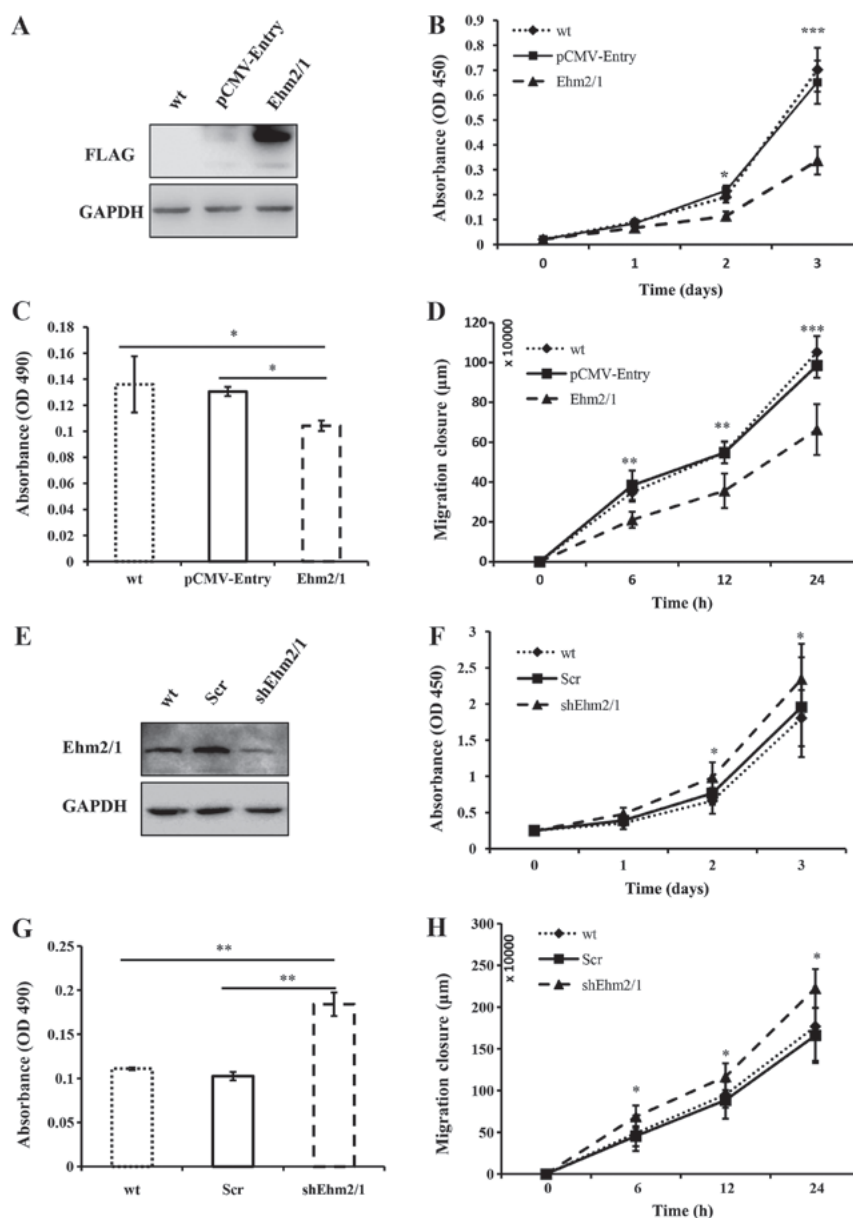 A
wt
pCMV-Entry
Ehm2/1
FLAG
GAPDH
B
Absorbance (OD 450)
0.9
0.8
0.7
0.6
0.5
0.4
0.3
0.2
0.1
0
wt
pCMV-Entry
Ehm2/1
*
***
0
1
2
3
Time (days)
C
Absorbance (OD 490)
0.18
0.16
0.14
0.12
0.1
0.08
0.06
0.04
0.02
0
*
*
wt
pCMV-Entry
Ehm2/1
D
Migration closure (µm)
x 10000
120
100
80
60
40
20
0
wt
pCMV-Entry
Ehm2/1
**
**
***
0
6
12
24
Time (h)
E
wt
Scr
shEhm2/1
Ehm2/1
GAPDH
F
Absorbance (OD 450)
3
2.5
2
1.5
1
0.5
0
wt
Scr
shEhm2/1
*
*
0
1
2
3
Time (days)
G
Absorbance (OD 490)
0.25
0.2
0.15
0.1
0.05
0
**
**
wt
Scr
shEhm2/1
H
Migration closure (µm)
x 10000
300
250
200
150
100
50
0
wt
Scr
shEhm2/1
*
*
*
0
6
12
24
Time (h)